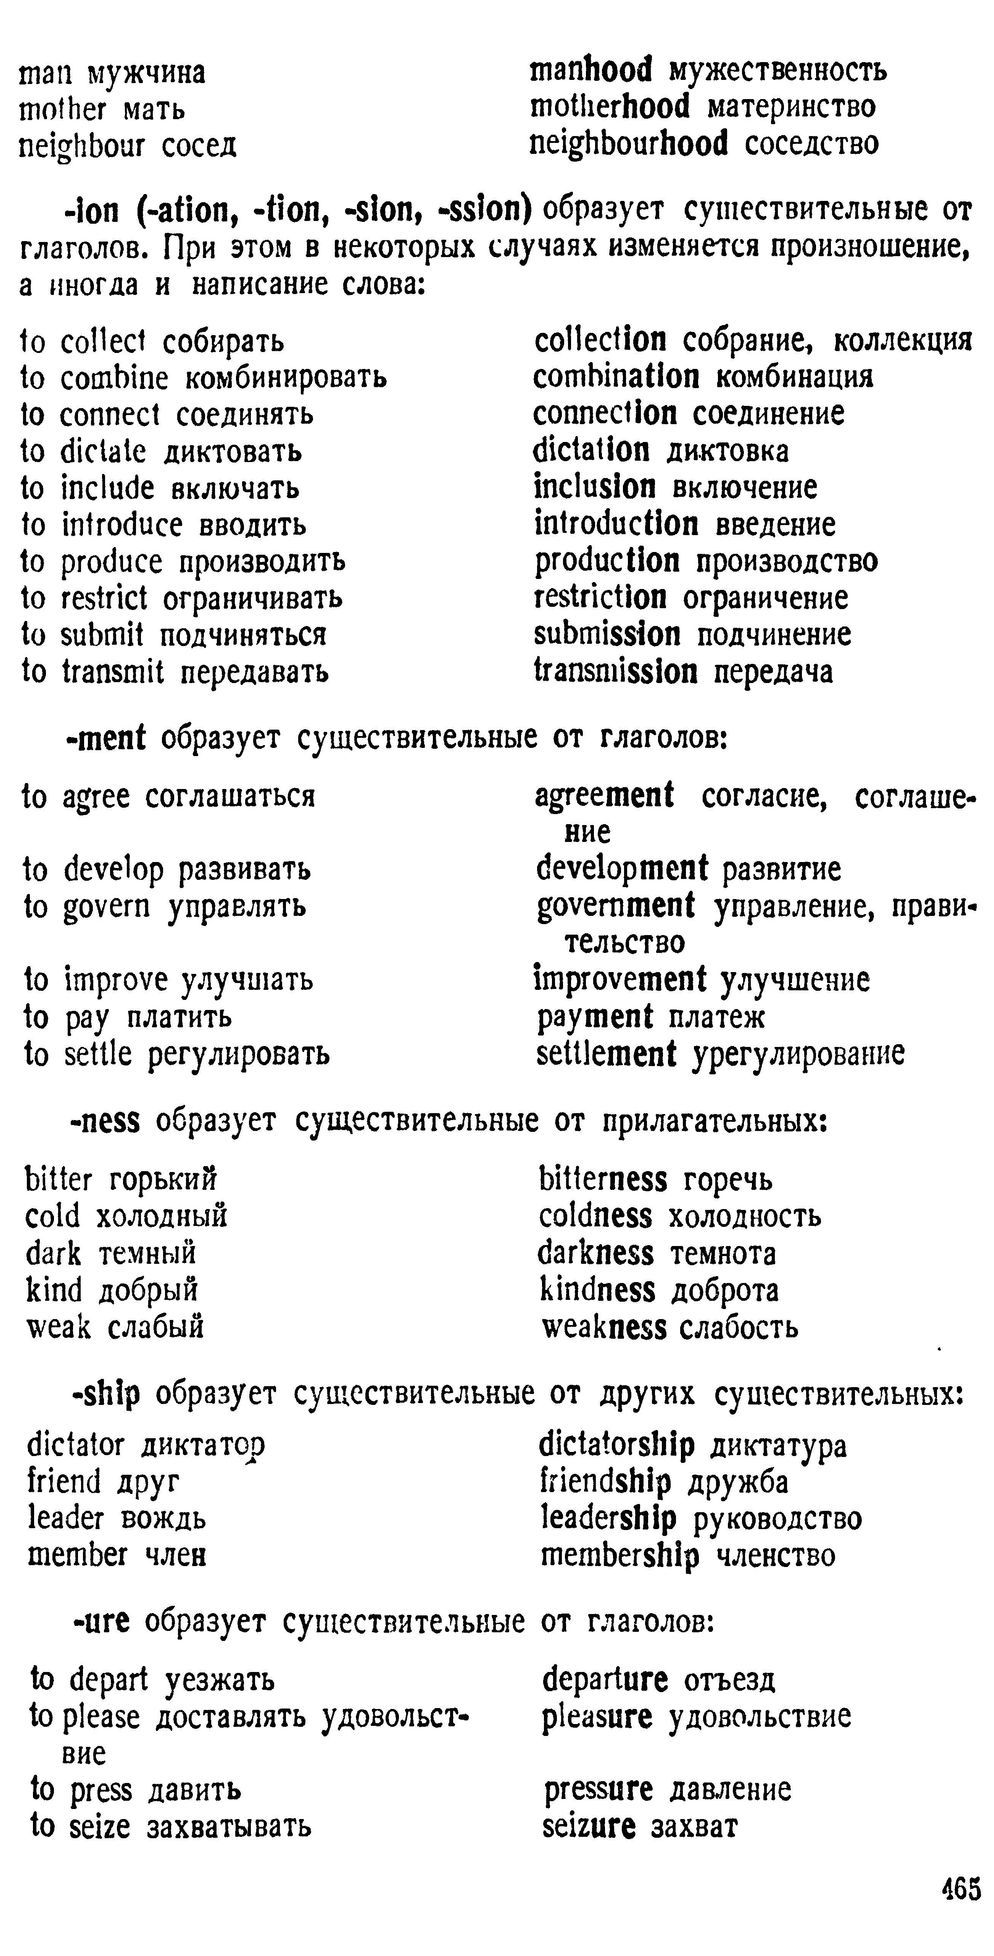 man мужчина manhood мужественность
mother мать motherhood материнство
neighbour сосед neighbourhood соседство
-ion (-ation, -tion, -sion, -ssion) образует существительные от
глаголов. При этом в некоторых случаях изменяется произношение,
а иногда и написание слова:
to collect собирать collection собрание, коллекция
to combine комбинировать combination комбинация
to connect соединять connection соединение
to dictate диктовать dictation диктовка
to include включать inclusion включение
to introduce вводить introduction введение
to produce производить production производство
to restrict ограничивать restriction ограничение
to submit подчиняться submission подчинение
to transmit передавать transmission передача
-ment образует существительные от глаголов:
to agree соглашаться agreement согласие, соглаше-
ние
to develop развивать development развитие
to govern управлять government управление, прави-
тельство
to improve улучшать improvement улучшение
to pay платить payment платеж
to settle регулировать settlement урегулирование
-ness образует существительные от прилагательных:
bitter горький bitterness горечь
cold холодный coldness холодность
dark темный darkness темнота
kind добрый kindness доброта
weak слабый weakness слабость
-ship образует существительные от других существительных:
dictator диктатор dictatorship диктатура
friend друг friendship дружба
leader вождь leadership руководство
member член membership членство
-ure образует существительные от глаголов:
to depart уезжать departure отъезд
to please доставлять удовольст- pleasure удовольствие
вие
to press давить pressure давление
to seize захватывать seizure захват
465